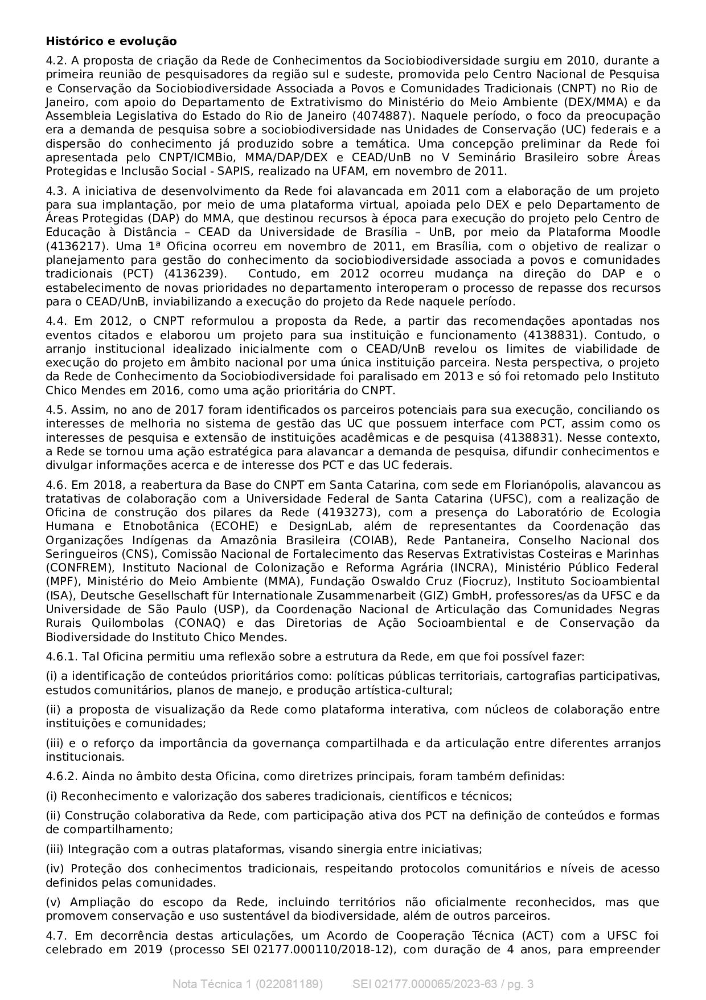 Histórico e evolução
4.2. A proposta de criação da Rede de Conhecimentos da Sociobiodiversidade surgiu em 2010, durante a
primeira reunião de pesquisadores da região sul e sudeste, promovida pelo Centro Nacional de Pesquisa
e Conservação da Sociobiodiversidade Associada a Povos e Comunidades Tradicionais (CNPT) no Rio de
Janeiro, com apoio do Departamento de Extrativismo do Ministério do Meio Ambiente (DEX/MMA) e da
Assembleia Legislativa do Estado do Rio de Janeiro (4074887). Naquele período, o foco da preocupação
era a demanda de pesquisa sobre a sociobiodiversidade nas Unidades de Conservação (UC) federais e a
dispersão do conhecimento já produzido sobre a temática. Uma concepção preliminar da Rede foi
apresentada pelo CNPT/ICMBio, MMA/DAP/DEX e CEAD/UnB no V Seminário Brasileiro sobre Áreas
Protegidas e Inclusão Social - SAPIS, realizado na UFAM, em novembro de 2011.
4.3. A iniciativa de desenvolvimento da Rede foi alavancada em 2011 com a elaboração de um projeto
para sua implantação, por meio de uma plataforma virtual, apoiada pelo DEX e pelo Departamento de
Áreas Protegidas (DAP) do MMA, que destinou recursos à época para execução do projeto pelo Centro de
Educação à Distância – CEAD da Universidade de Brasília – UnB, por meio da Plataforma Moodle
(4136217). Uma 1ª Oficina ocorreu em novembro de 2011, em Brasília, com o objetivo de realizar o
planejamento para gestão do conhecimento da sociobiodiversidade associada a povos e comunidades
tradicionais (PCT) (4136239). Contudo, em 2012 ocorreu mudança na direção do DAP e o
estabelecimento de novas prioridades no departamento interoperam o processo de repasse dos recursos
para o CEAD/UnB, inviabilizando a execução do projeto da Rede naquele período.
4.4. Em 2012, o CNPT reformulou a proposta da Rede, a partir das recomendações apontadas nos
eventos citados e elaborou um projeto para sua instituição e funcionamento (4138831). Contudo, o
arranjo institucional idealizado inicialmente com o CEAD/UnB revelou os limites de viabilidade de
execução do projeto em âmbito nacional por uma única instituição parceira. Nesta perspectiva, o projeto
da Rede de Conhecimento da Sociobiodiversidade foi paralisado em 2013 e só foi retomado pelo Instituto
Chico Mendes em 2016, como uma ação prioritária do CNPT.
4.5. Assim, no ano de 2017 foram identificados os parceiros potenciais para sua execução, conciliando os
interesses de melhoria no sistema de gestão das UC que possuem interface com PCT, assim como os
interesses de pesquisa e extensão de instituições acadêmicas e de pesquisa (4138831). Nesse contexto,
a Rede se tornou uma ação estratégica para alavancar a demanda de pesquisa, difundir conhecimentos e
divulgar informações acerca e de interesse dos PCT e das UC federais.
4.6. Em 2018, a reabertura da Base do CNPT em Santa Catarina, com sede em Florianópolis, alavancou as
tratativas de colaboração com a Universidade Federal de Santa Catarina (UFSC), com a realização de
Oficina de construção dos pilares da Rede (4193273), com a presença do Laboratório de Ecologia
Humana e Etnobotânica (ECOHE) e DesignLab, além de representantes da Coordenação das
Organizações Indígenas da Amazônia Brasileira (COIAB), Rede Pantaneira, Conselho Nacional dos
Seringueiros (CNS), Comissão Nacional de Fortalecimento das Reservas Extrativistas Costeiras e Marinhas
(CONFREM), Instituto Nacional de Colonização e Reforma Agrária (INCRA), Ministério Público Federal
(MPF), Ministério do Meio Ambiente (MMA), Fundação Oswaldo Cruz (Fiocruz), Instituto Socioambiental
(ISA), Deutsche Gesellschaft für Internationale Zusammenarbeit (GIZ) GmbH, professores/as da UFSC e da
Universidade de São Paulo (USP), da Coordenação Nacional de Articulação das Comunidades Negras
Rurais Quilombolas (CONAQ) e das Diretorias de Ação Socioambiental e de Conservação da
Biodiversidade do Instituto Chico Mendes.
4.6.1. Tal Oficina permitiu uma reflexão sobre a estrutura da Rede, em que foi possível fazer:
(i) a identificação de conteúdos prioritários como: políticas públicas territoriais, cartografias participativas,
estudos comunitários, planos de manejo, e produção artística-cultural;
(ii) a proposta de visualização da Rede como plataforma interativa, com núcleos de colaboração entre
instituições e comunidades;
(iii) e o reforço da importância da governança compartilhada e da articulação entre diferentes arranjos
institucionais.
4.6.2. Ainda no âmbito desta Oficina, como diretrizes principais, foram também definidas:
(i) Reconhecimento e valorização dos saberes tradicionais, científicos e técnicos;
(ii) Construção colaborativa da Rede, com participação ativa dos PCT na definição de conteúdos e formas
de compartilhamento;
(iii) Integração com a outras plataformas, visando sinergia entre iniciativas;
(iv) Proteção dos conhecimentos tradicionais, respeitando protocolos comunitários e níveis de acesso
definidos pelas comunidades.
(v) Ampliação do escopo da Rede, incluindo territórios não oficialmente reconhecidos, mas que
promovem conservação e uso sustentável da biodiversidade, além de outros parceiros.
4.7. Em decorrência destas articulações, um Acordo de Cooperação Técnica (ACT) com a UFSC foi
celebrado em 2019 (processo SEI 02177.000110/2018-12), com duração de 4 anos, para empreender
Nota Técnica 1 (022081189) SEI 02177.000065/2023-63 / pg. 3